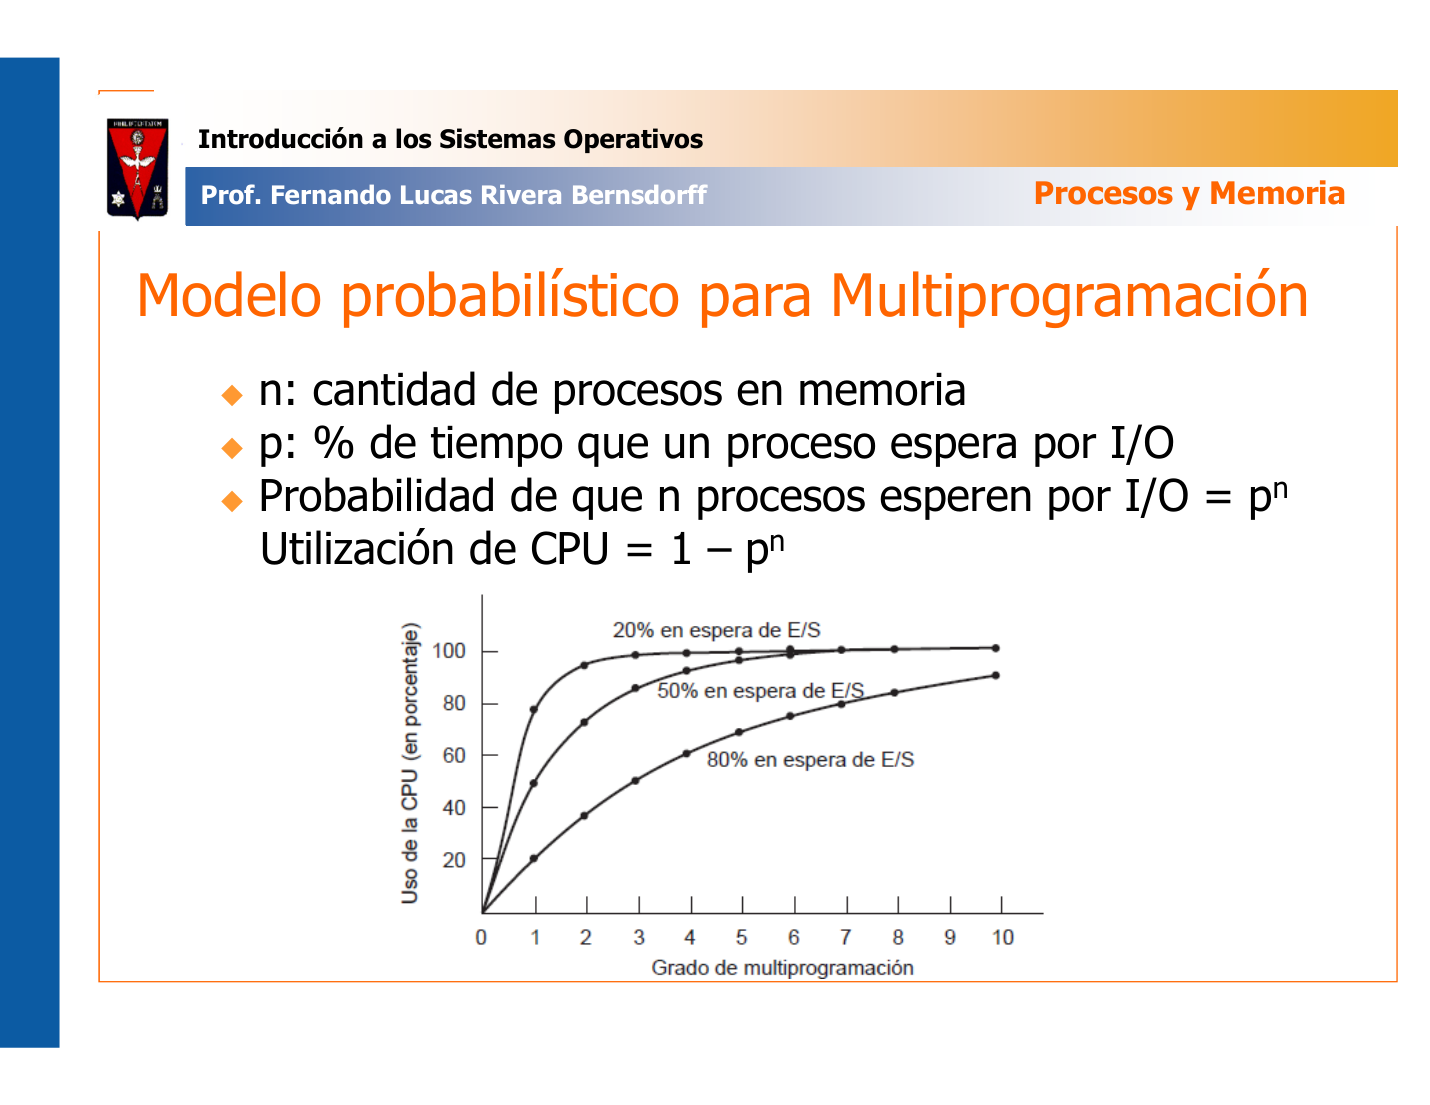 Introducción a los Sistemas Operativos
Prof. Fernando Lucas Rivera Bernsdorff
Procesos y Memoria
Modelo probabilístico para Multiprogramación
n: cantidad de procesos en memoria
p: % de tiempo que un proceso espera por I/O
Probabilidad de que n procesos esperen por I/O = pⁿ
Utilización de CPU = 1 – pⁿ
Uso de la CPU (en porcentaje)
100
80
60
40
20
20% en espera de E/S
50% en espera de E/S
80% en espera de E/S
0 1 2 3 4 5 6 7 8 9 10
Grado de multiprogramación